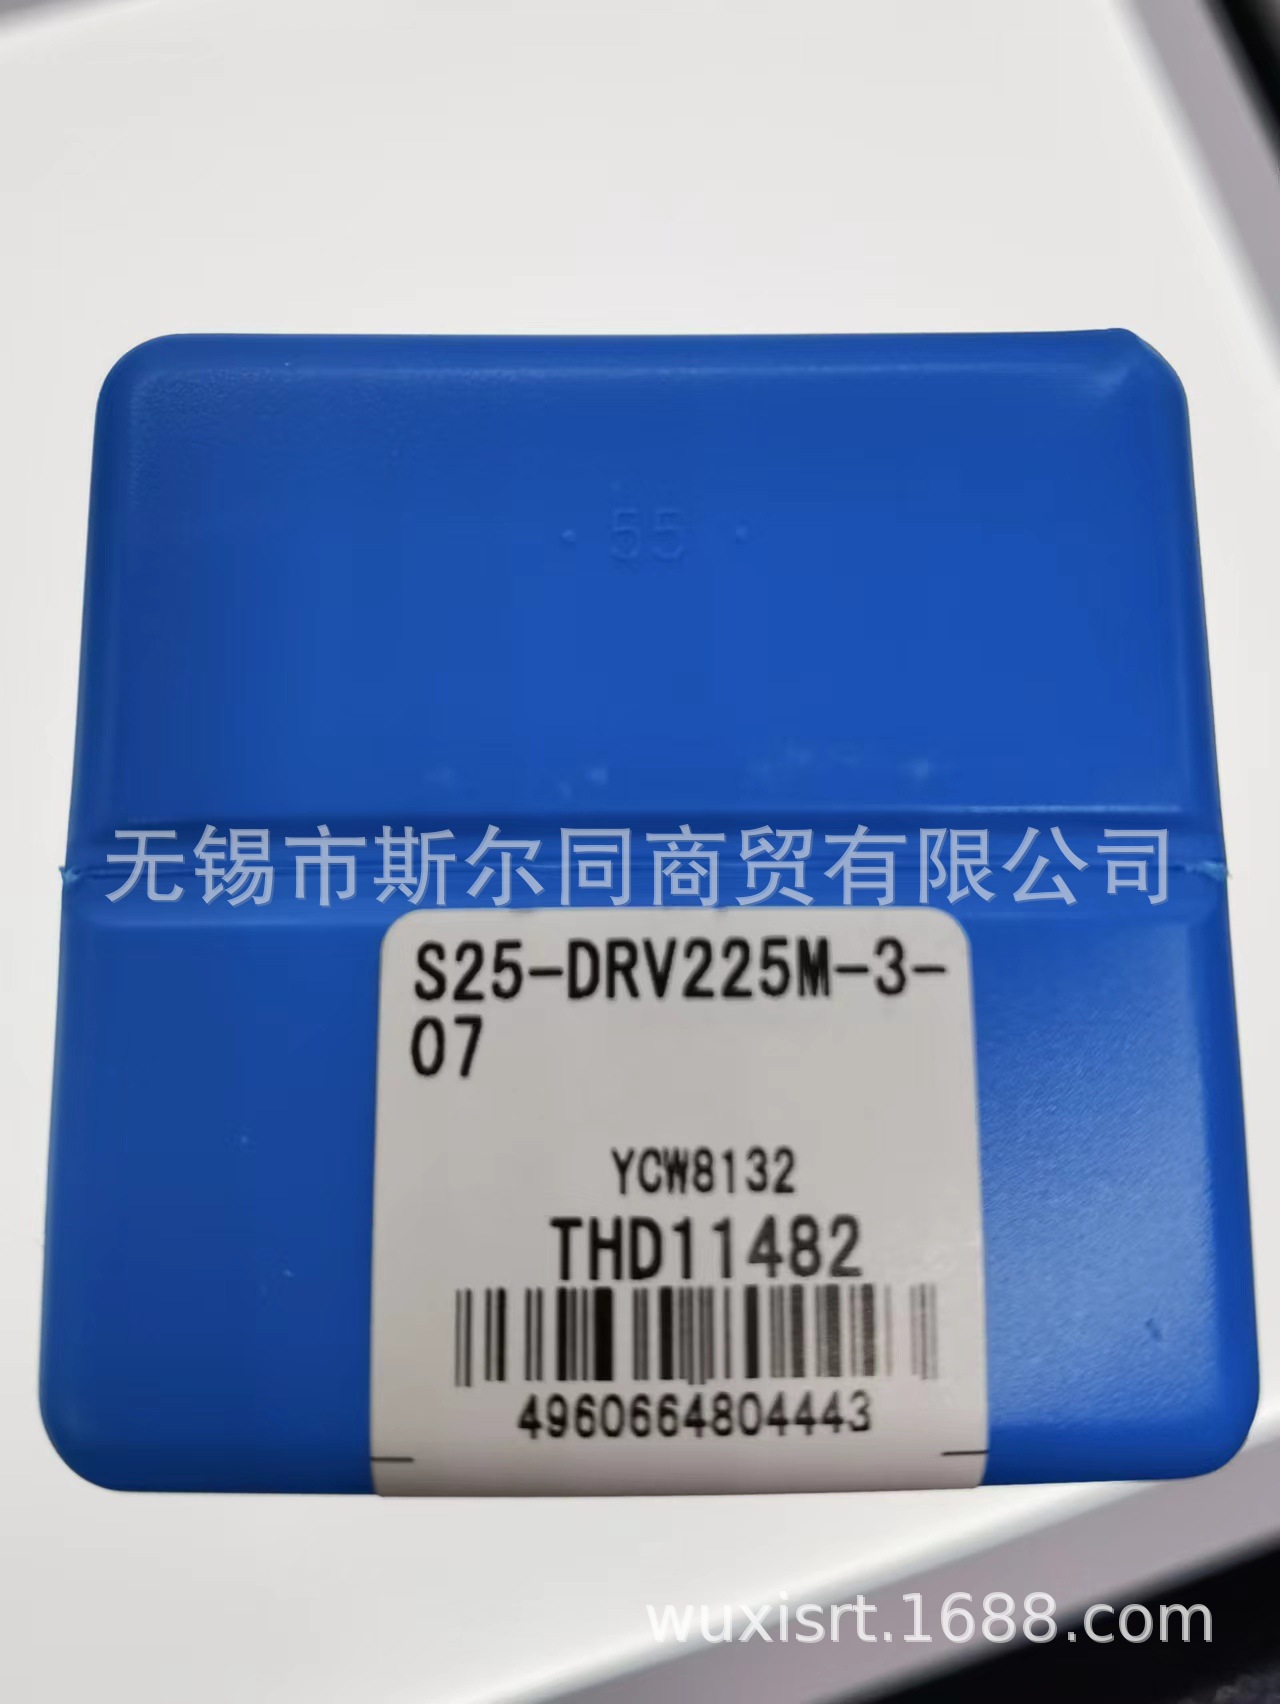 · 55 ·
无锡市斯尔同商贸有限公司
S25-DRV225M-3-
07
YCW8132
THD11482
4960664804443
wuxisrt.1688.com